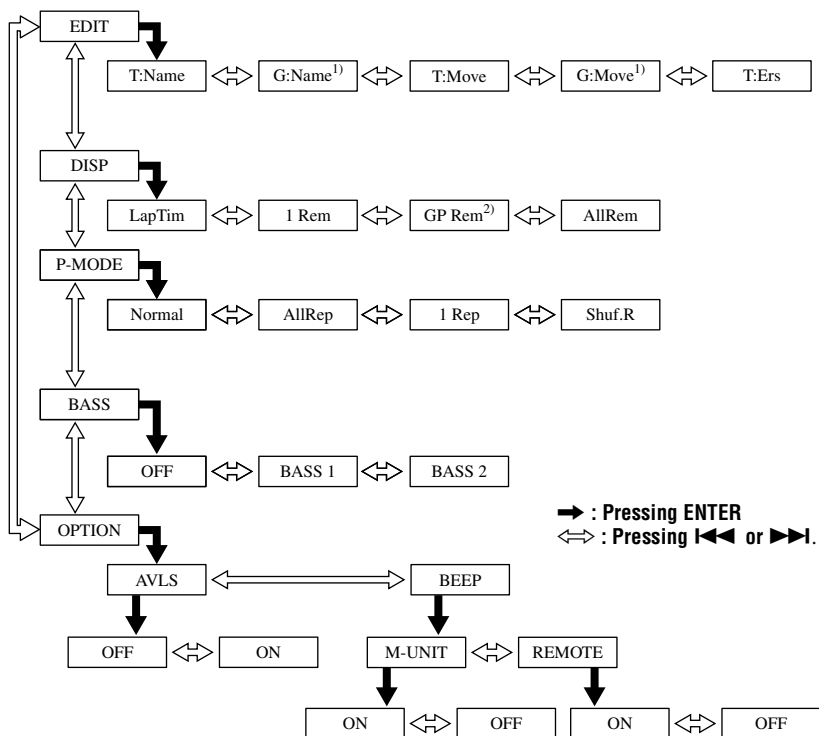 EDIT
T:Name G:Name1) T:Move G:Move1) T:Ers
DISP
LapTim 1 Rem GP Rem2) AllRem
P-MODE
Normal AllRep 1 Rep Shuf.R
BASS
OFF BASS 1 BASS 2
: Pressing ENTER
: Pressing ⏮ or ⏭.
OPTION
AVLS BEEP
OFF ON M-UNIT REMOTE
ON OFF ON OFF